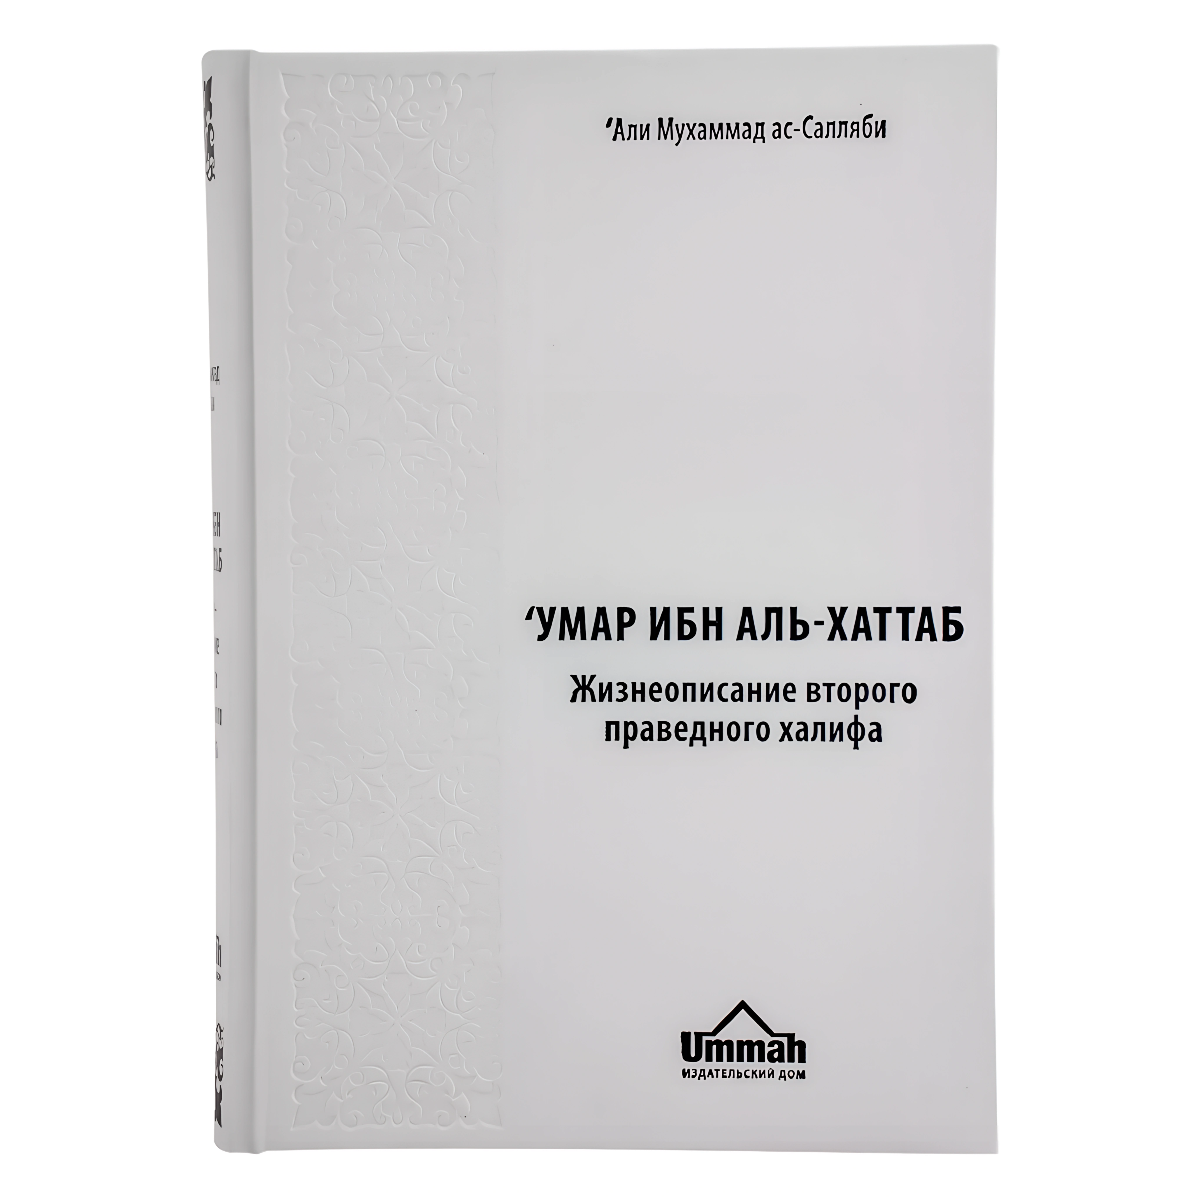 ‘Али Мухаммад ас-Салляби
‘УМАР ИБН АЛЬ-ХАТТАБ
Жизнеописание второго
праведного халифа
Ummah
ИЗДАТЕЛЬСКИЙ ДОМ